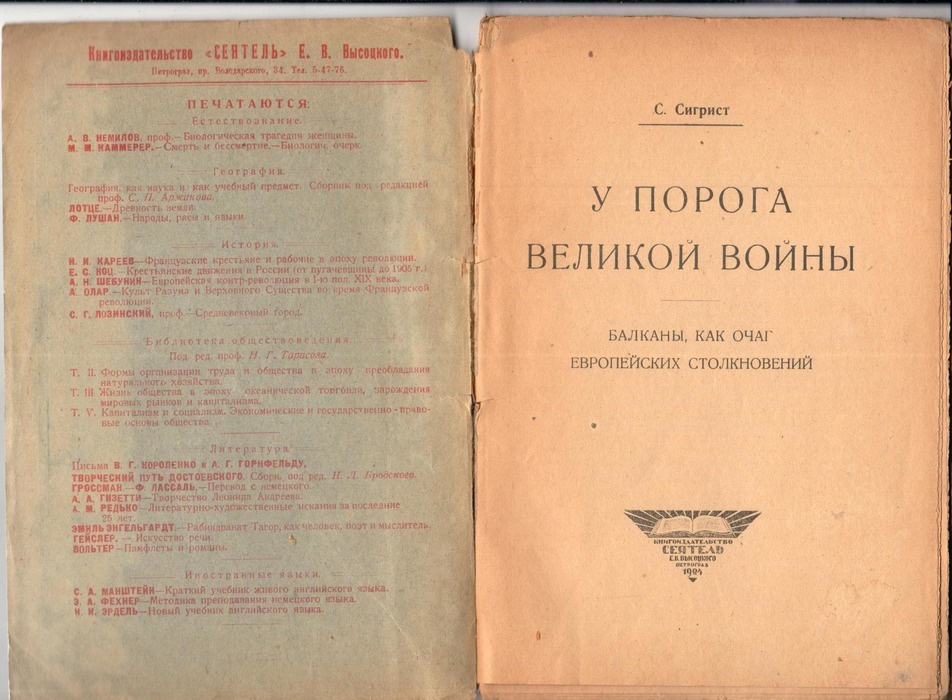 Книгоиздательство «СЕЯТЕЛЬ» Е. В. Высоцкого.
Петроград, пр. Володарского, 34. Тел. 5-47-76.
ПЕЧАТАЮТСЯ:
Естествознание.
А. В. НЕМИЛОВ, проф.—Биологическая трагедия женщины.
М. М. КАММЕРЕР.—Смерть и бессмертие.—Биологич. очерк.
География.
География, как наука и как учебный предмет. Сборник под редакцией
проф. С. П. Аржанова.
ЛОТЦЕ.—Древность земли.
Ф. ЛУШАН.—Народы, расы и языки.
История.
Н. И. КАРЕЕВ—Французские крестьяне и рабочие в эпоху революции.
Е. С. КОЦ.—Крестьянские движения в России (от пугачевщины до 1905 г.)
А. Н. ШЕБУНИН—Европейская контр-революция в 1-ю пол. XIX века.
А. ОЛАР.—Культ Разума и Верховного Существа во время Французской
революции.
С. Г. ЛОЗИНСКИЙ, проф.—Средневековый город.
Библиотека обществоведения.
Под. ред. проф. Н. Г. Тарасова.
Т. II. Формы организации труда и общества в эпоху преобладания
натурального хозяйства.
Т. III Жизнь общества в эпоху океанической торговли, зарождения
мировых рынков и капитализма.
Т. V. Капитализм и социализм. Экономические и государственно-право-
вые основы общества.
Литература.
Письма В. Г. КОРОЛЕНКО к А. Г. ГОРНФЕЛЬДУ.
ТВОРЧЕСКИЙ ПУТЬ ДОСТОЕВСКОГО. Сборн. под ред. Н. Л. Бродского.
ГРОССМАН.—Ф. ЛАССАЛЬ.—Перевод с немецкого.
А. А. ГИЗЕТТИ—Творчество Леонида Андреева.
А. М. РЕДЬКО—Литературно-художественные искания за последние
25 лет.
ЭМИЛЬ ЭНГЕЛЬГАРДТ.—Рабиндранат Тагор, как человек, поэт и мыслитель.
ГЕЙСЛЕР. — Искусство речи.
ВОЛЬТЕР—Памфлеты и романы.
Иностранные языки.
С. А. МАНШТЕЙН—Краткий учебник живого английского языка.
Э. А. ФЕХНЕР—Методика преподавания немецкого языка.
Н. И. ЭРДЕЛЬ—Новый учебник английского языка.
С. Сигрист
У ПОРОГА
ВЕЛИКОЙ ВОЙНЫ
БАЛКАНЫ, КАК ОЧАГ
ЕВРОПЕЙСКИХ СТОЛКНОВЕНИЙ
КНИГОИЗДАТЕЛЬСТВО
СЕЯТЕЛЬ
Е.В. ВЫСОЦКОГО
ПЕТРОГРАД
1924